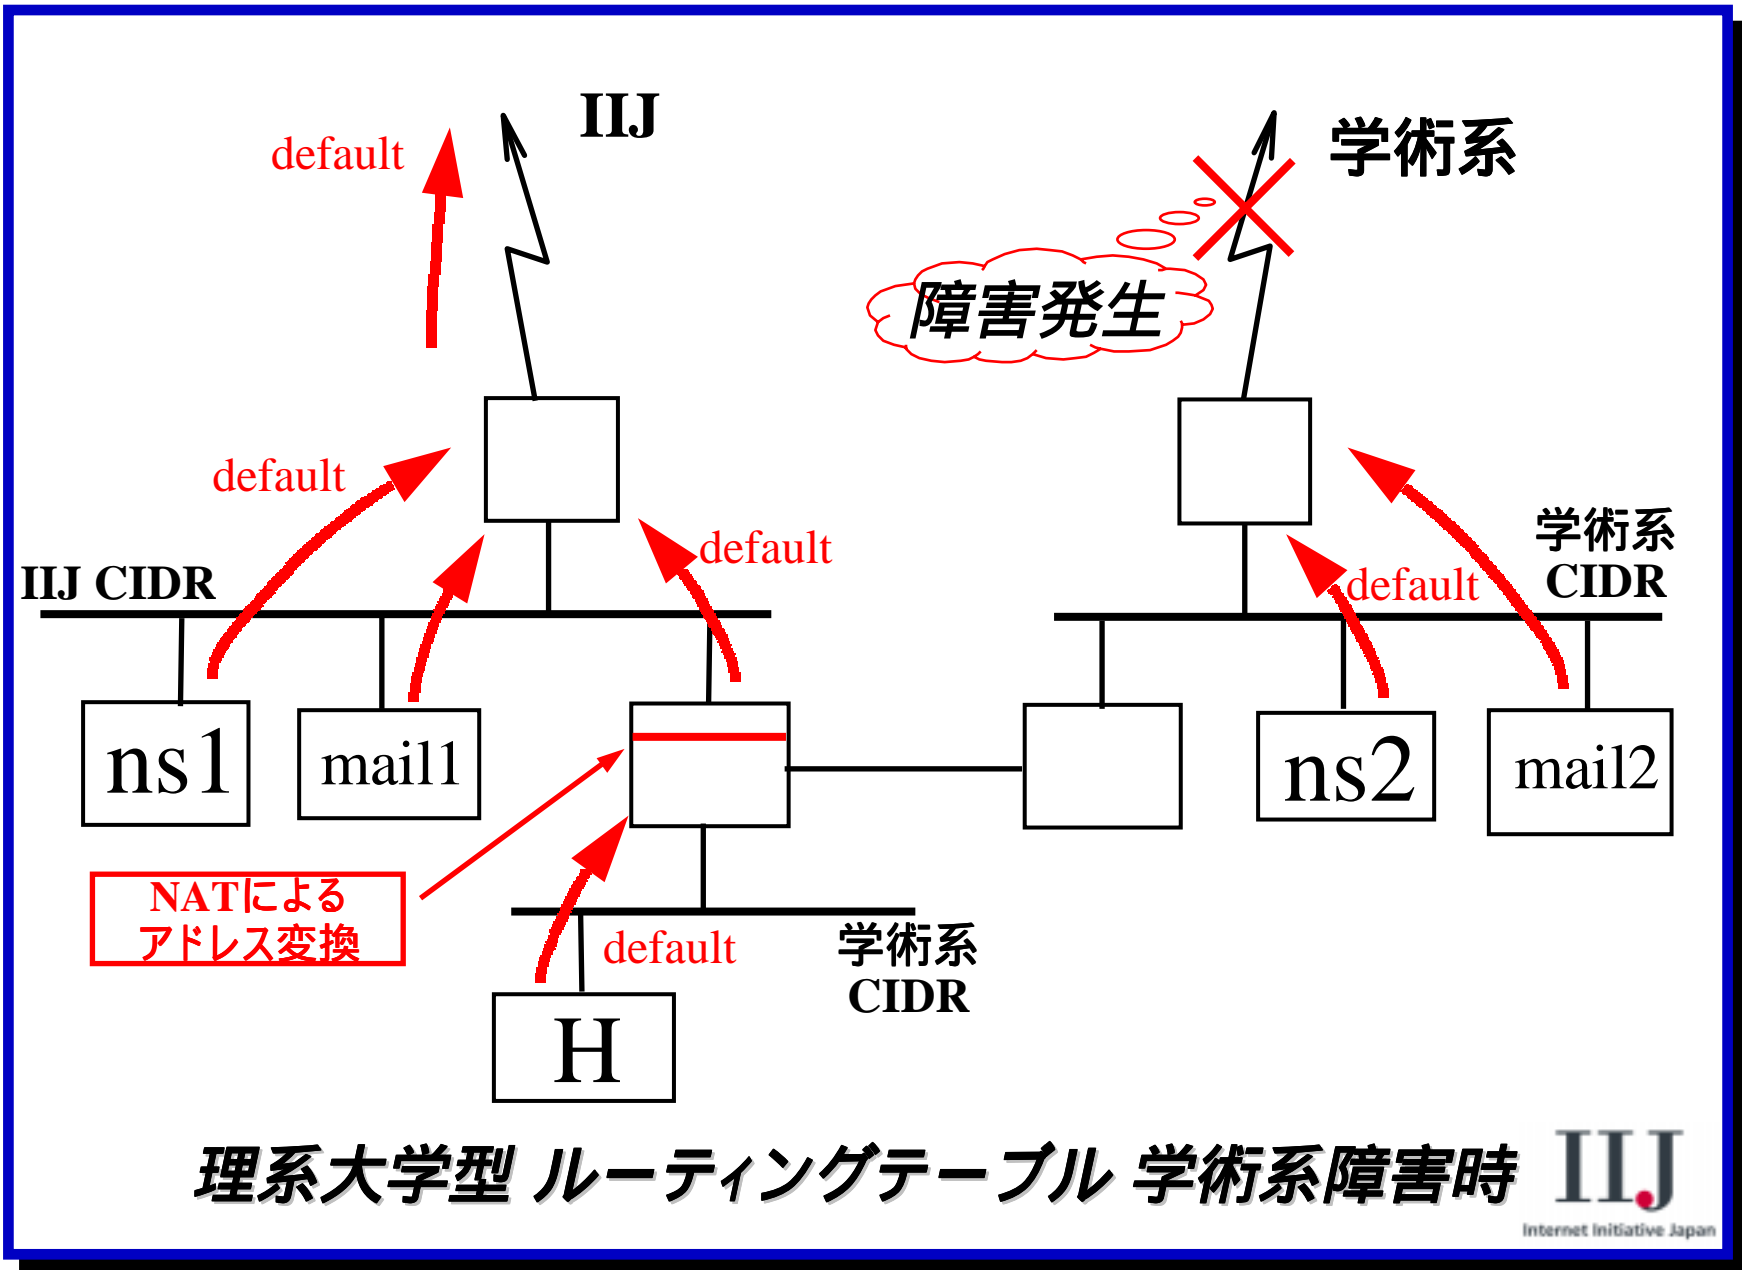 IIJ
学術系
default
障害発生
default
default
学術系
CIDR
default
IIJ CIDR
ns1
mail1
ns2
mail2
NATによる
アドレス変換
default
学術系
CIDR
H
理系大学型 ルーティングテーブル 学術系障害時
IIJ
Internet Initiative Japan